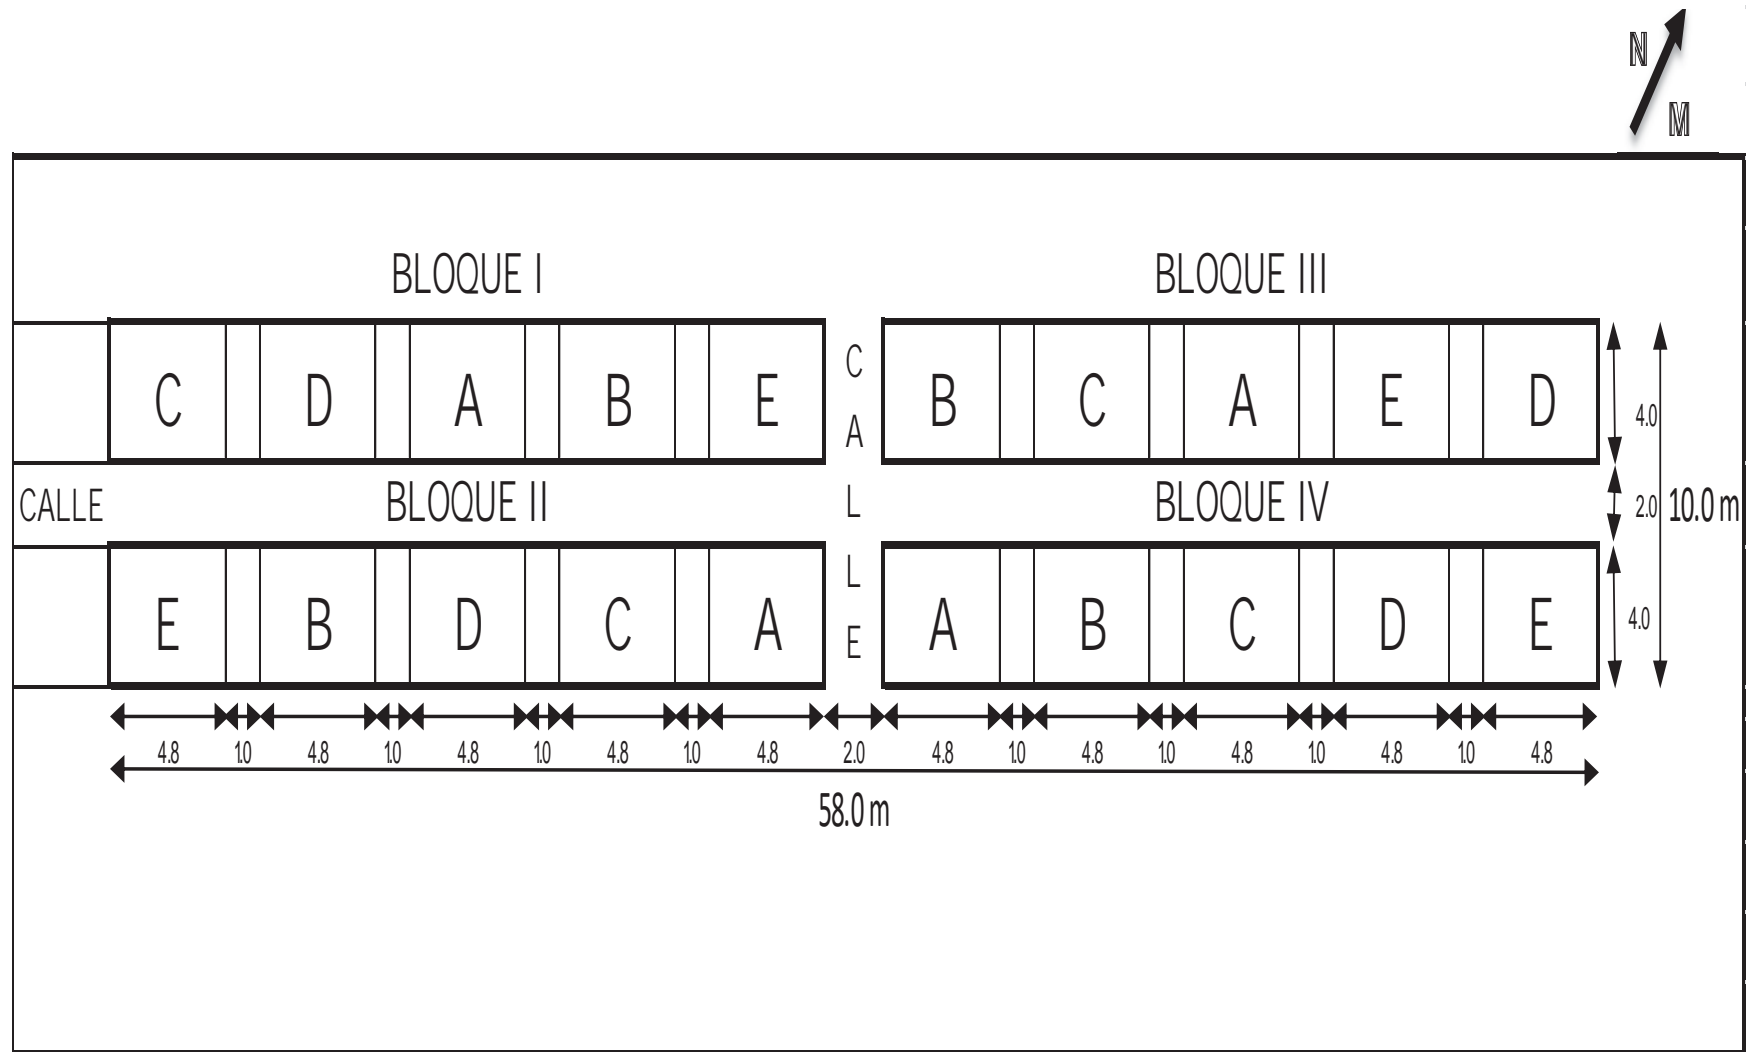 N
M
BLOQUE I BLOQUE III
C D A B E B C A E D
CALLE
4.0
BLOQUE II BLOQUE IV
CALLE
2.0 10.0 m
E B D C A A B C D E
4.0
4.8 1.0 4.8 1.0 4.8 1.0 4.8 1.0 4.8 2.0 4.8 1.0 4.8 1.0 4.8 1.0 4.8 1.0 4.8
58.0 m